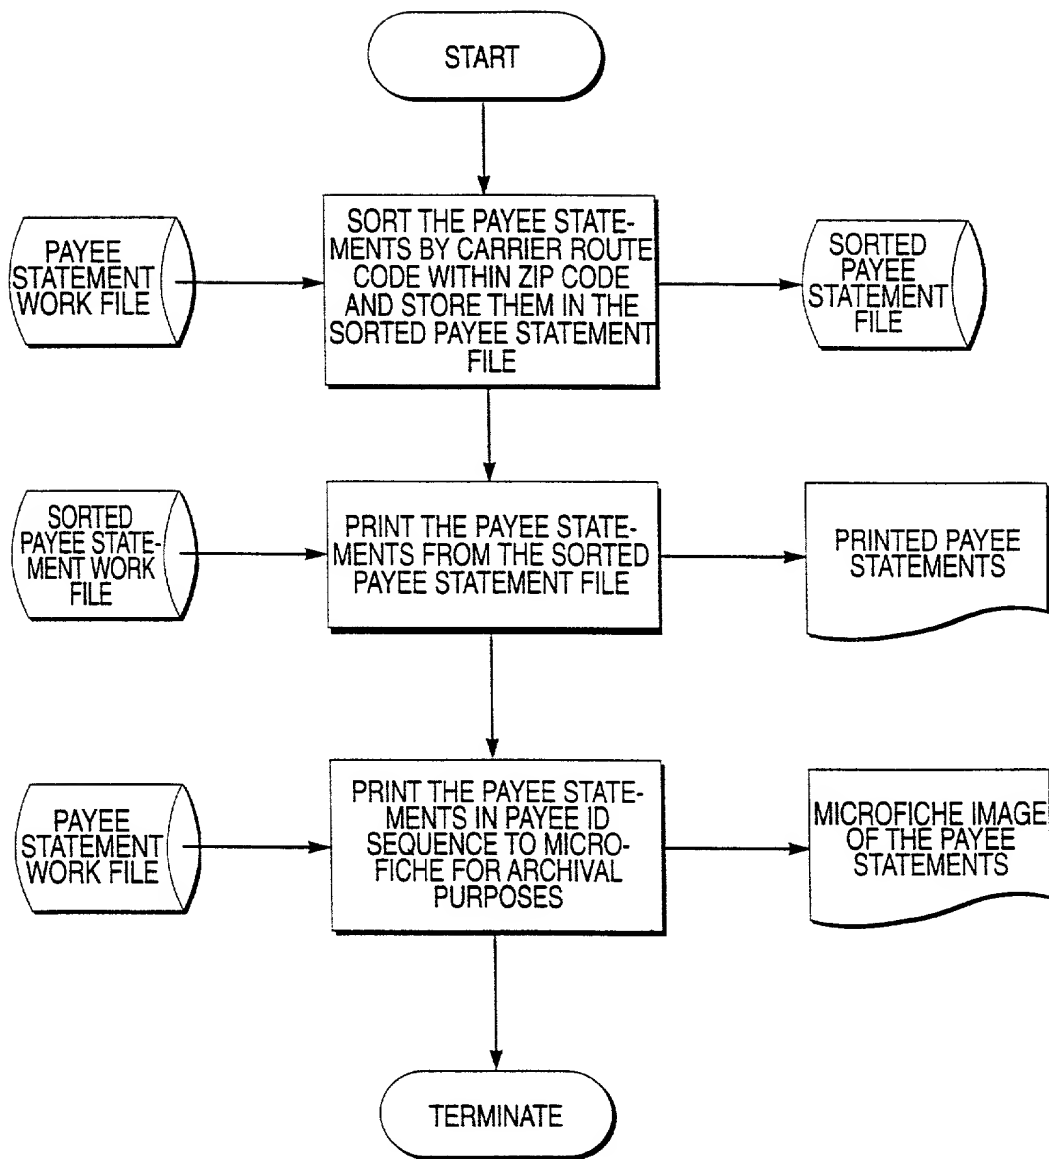 START
PAYEE
STATEMENT
WORK FILE
SORT THE PAYEE STATE-
MENTS BY CARRIER ROUTE
CODE WITHIN ZIP CODE
AND STORE THEM IN THE
SORTED PAYEE STATEMENT
FILE
SORTED
PAYEE
STATEMENT
FILE
SORTED
PAYEE STATE-
MENT WORK
FILE
PRINT THE PAYEE STATE-
MENTS FROM THE SORTED
PAYEE STATEMENT FILE
PRINTED PAYEE
STATEMENTS
PAYEE
STATEMENT
WORK FILE
PRINT THE PAYEE STATE-
MENTS IN PAYEE ID
SEQUENCE TO MICRO-
FICHE FOR ARCHIVAL
PURPOSES
MICROFICHE IMAGE
OF THE PAYEE
STATEMENTS
TERMINATE